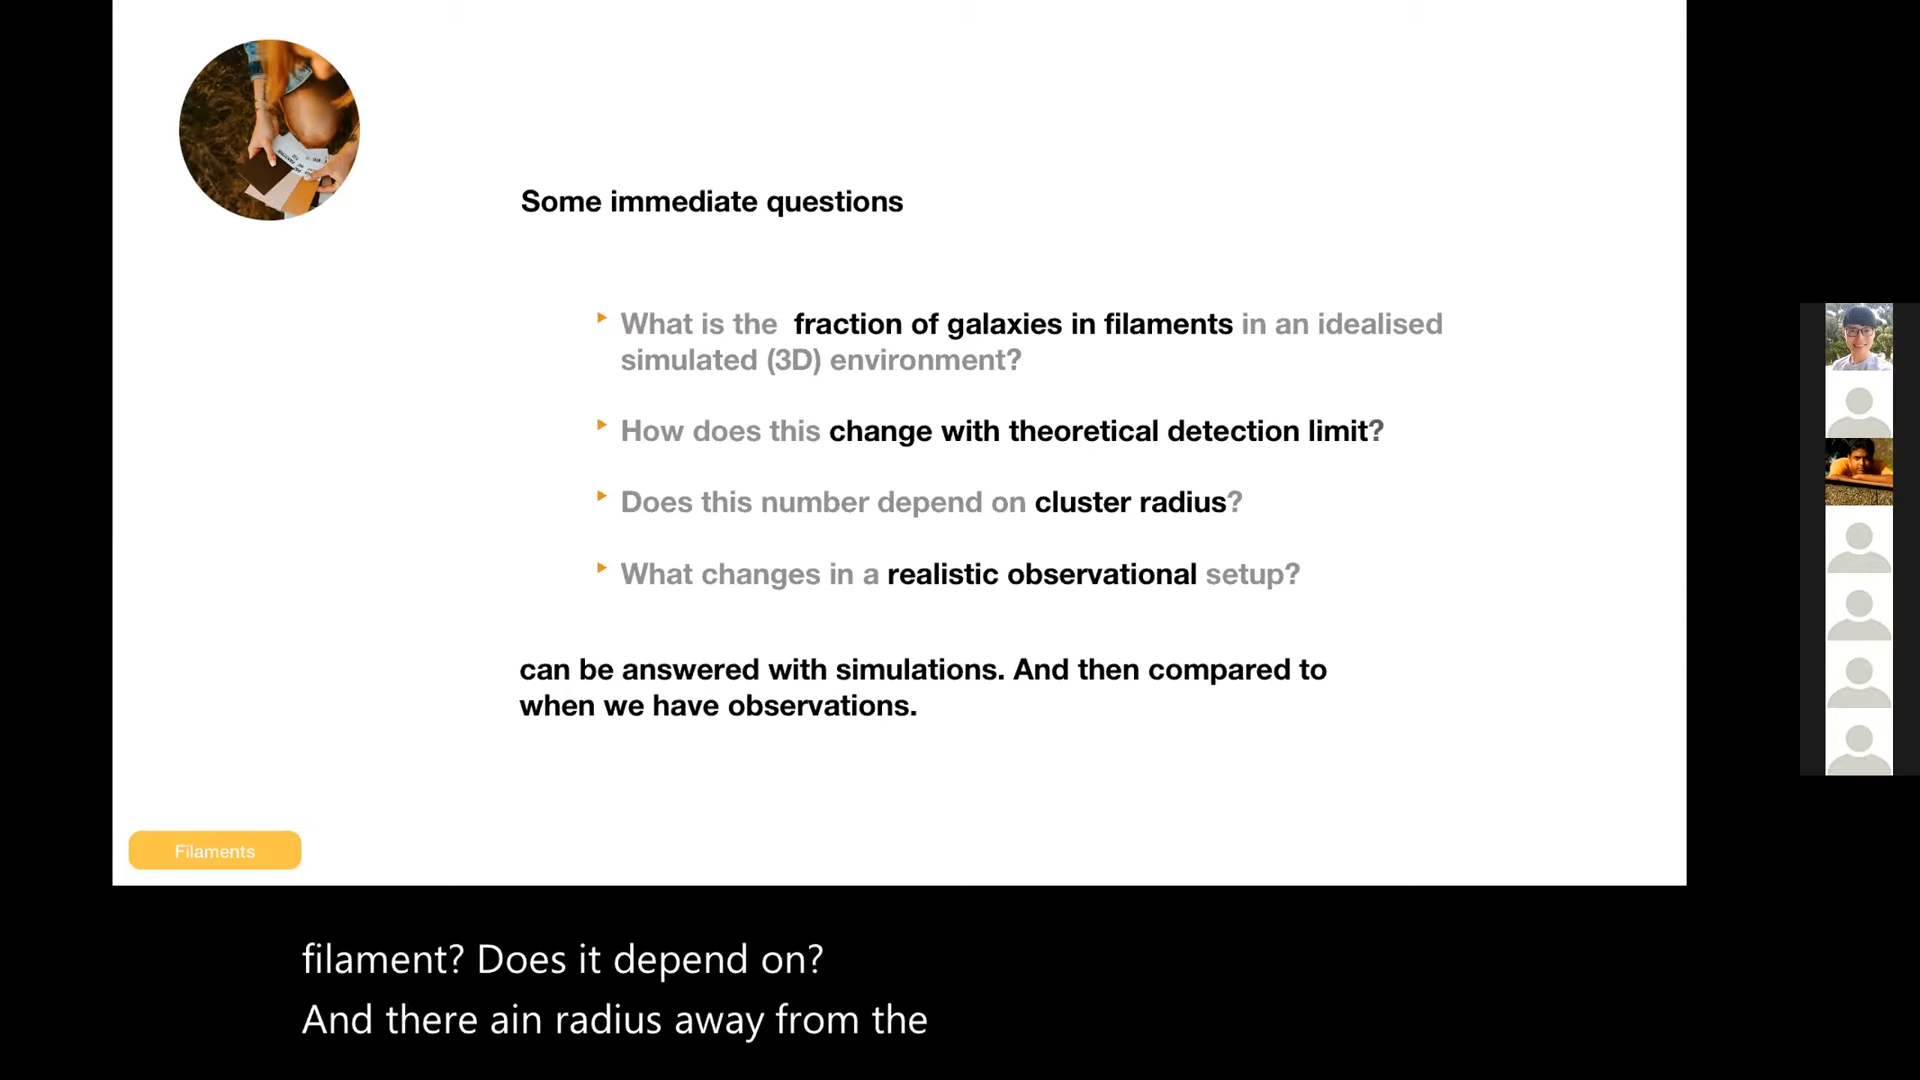 Some immediate questions
What is the fraction of galaxies in filaments in an idealised
simulated (3D) environment?
How does this change with theoretical detection limit?
Does this number depend on cluster radius?
What changes in a realistic observational setup?
can be answered with simulations. And then compared to
when we have observations.
Filaments
filament? Does it depend on?
And there ain radius away from the